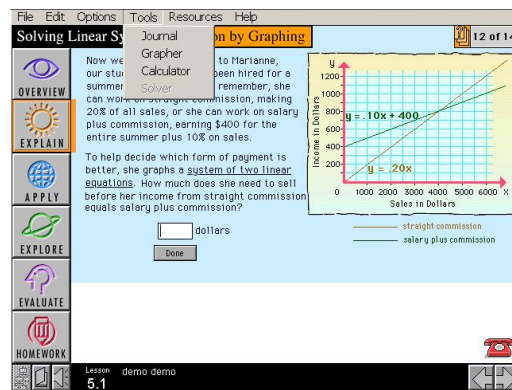 File Edit Options Tools Resources Help
Solving Linear Sy
n by Graphing
12 of 14
Journal
Grapher
Calculator
Solver
OVERVIEW
EXPLAIN
APPLY
EXPLORE
EVALUATE
HOMEWORK
Now we to Marianne,
our stu been hired for a
summer remember, she
can work on straight commission, making
20% of all sales, or she can work on salary
plus commission, earning $400 for the
entire summer plus 10% on sales.
To help decide which form of payment is
better, she graphs a system of two linear
equations. How much does she need to sell
before her income from straight commission
equals salary plus commission?
dollars
Done
y
1200
1000
800
600
400
200
Income in Dollars
y = .10x + 400
y = .20x
0 1000 2000 3000 4000 5000 6000 X
Sales in Dollars
straight commission
salary plus commission
Lesson demo demo
5.1